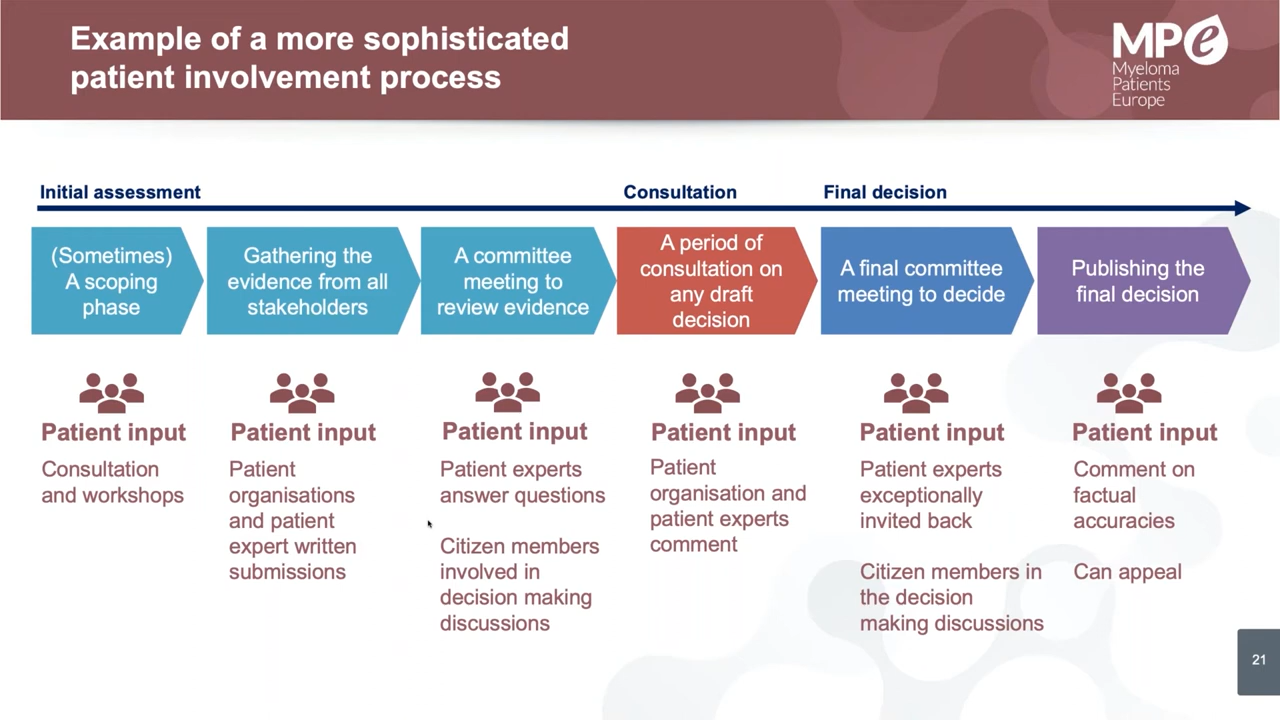 Example of a more sophisticated
patient involvement process
MPe
Myeloma
Patients
Europe
Initial assessment
Consultation
Final decision
(Sometimes)
A scoping
phase
Gathering the
evidence from all
stakeholders
A committee
meeting to
review evidence
A period of
consultation on
any draft
decision
A final committee
meeting to decide
Publishing the
final decision
Patient input
Consultation
and workshops
Patient input
Patient
organisations
and patient
expert written
submissions
Patient input
Patient experts
answer questions
Citizen members
involved in
decision making
discussions
Patient input
Patient
organisation and
patient experts
comment
Patient input
Patient experts
exceptionally
invited back
Citizen members in
the decision
making discussions
Patient input
Comment on
factual
accuracies
Can appeal
21